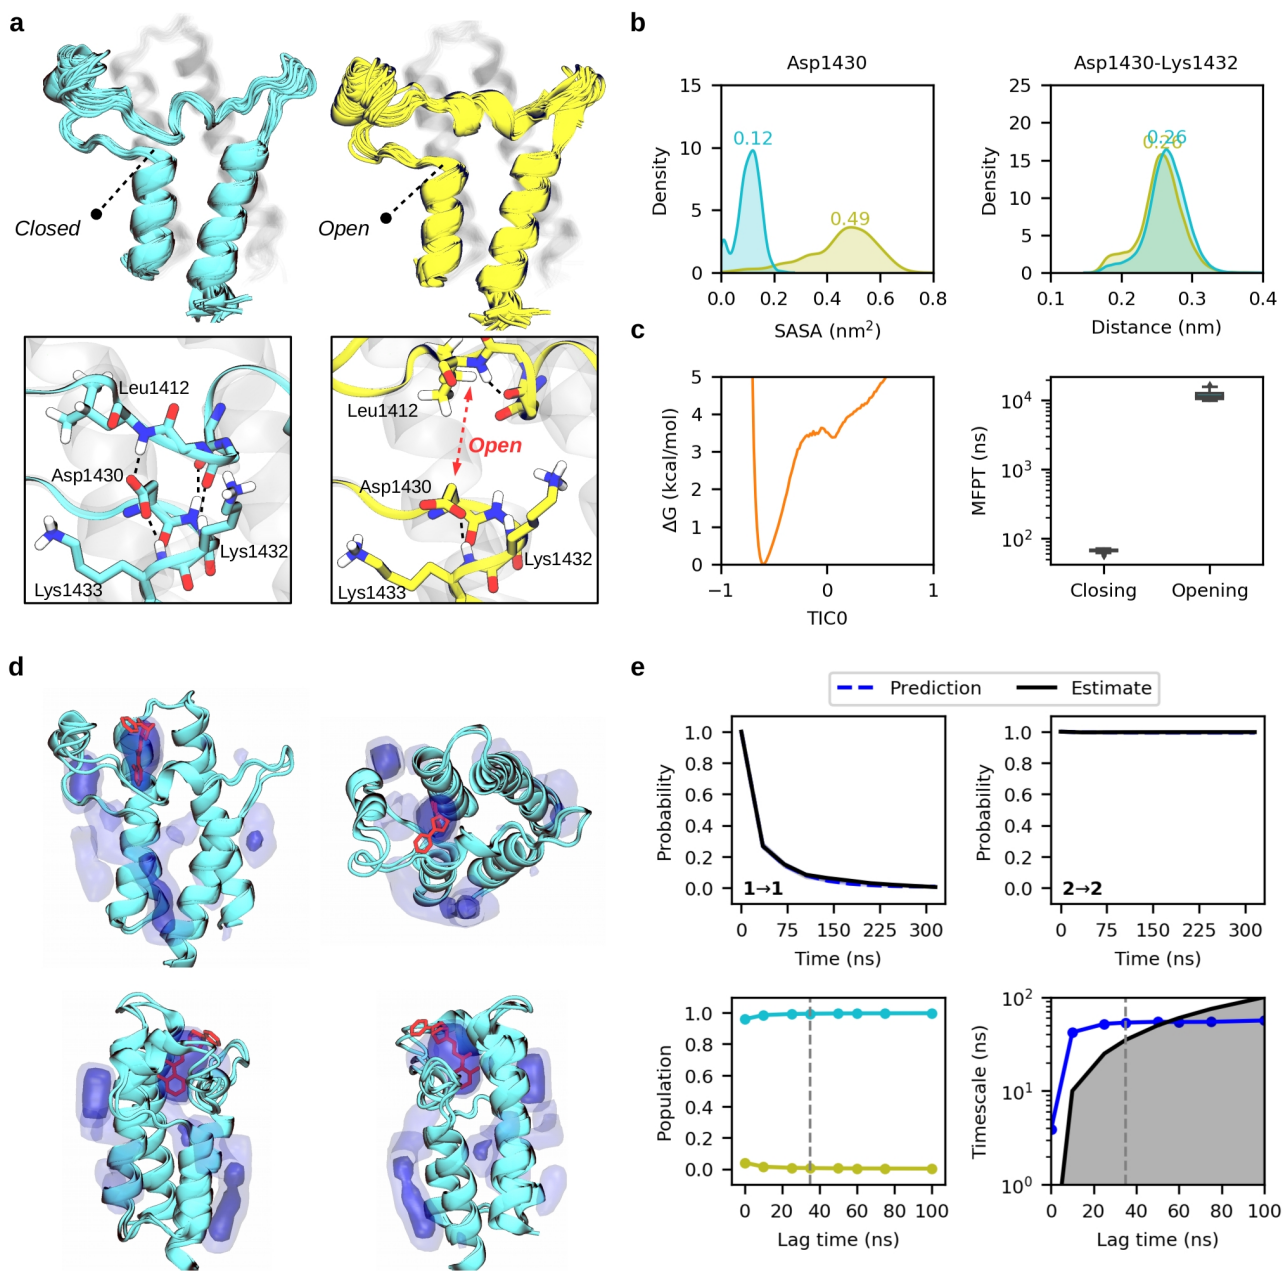 a
Closed
Open
Leu1412
Asp1430
Lys1432
Lys1433
Leu1412
Open
Asp1430
Lys1432
Lys1433
b
Asp1430
Density
15
10
5
0
0.12
0.49
0.0 0.2 0.4 0.6 0.8
SASA (nm²)
Asp1430-Lys1432
Density
25
20
15
10
5
0
0.26
0.26
0.1 0.2 0.3 0.4
Distance (nm)
c
ΔG (kcal/mol)
5
4
3
2
1
0
−1 0 1
TIC0
MFPT (ns)
10⁴
10³
10²
Closing Opening
d
e
Prediction Estimate
Probability
1.0
0.8
0.6
0.4
0.2
0.0
1→1
0 75 150 225 300
Time (ns)
Probability
1.0
0.8
0.6
0.4
0.2
0.0
2→2
0 75 150 225 300
Time (ns)
Population
1.0
0.8
0.6
0.4
0.2
0.0
0 20 40 60 80 100
Lag time (ns)
Timescale (ns)
10²
10¹
10⁰
0 20 40 60 80 100
Lag time (ns)